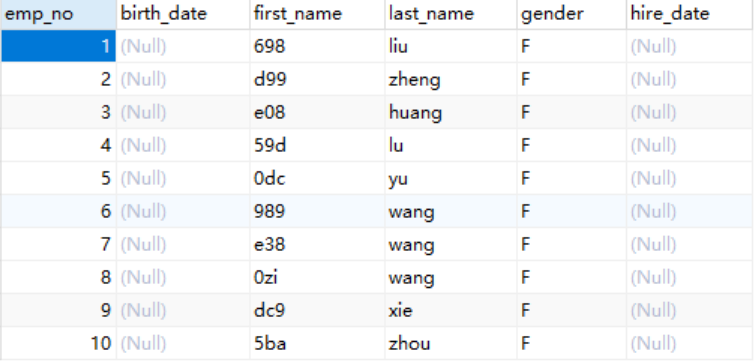 emp_no birth_date first_name last_name gender hire_date
1 (Null) 698 liu F (Null)
2 (Null) d99 zheng F (Null)
3 (Null) e08 huang F (Null)
4 (Null) 59d lu F (Null)
5 (Null) 0dc yu F (Null)
6 (Null) 989 wang F (Null)
7 (Null) e38 wang F (Null)
8 (Null) 0zi wang F (Null)
9 (Null) dc9 xie F (Null)
10 (Null) 5ba zhou F (Null)